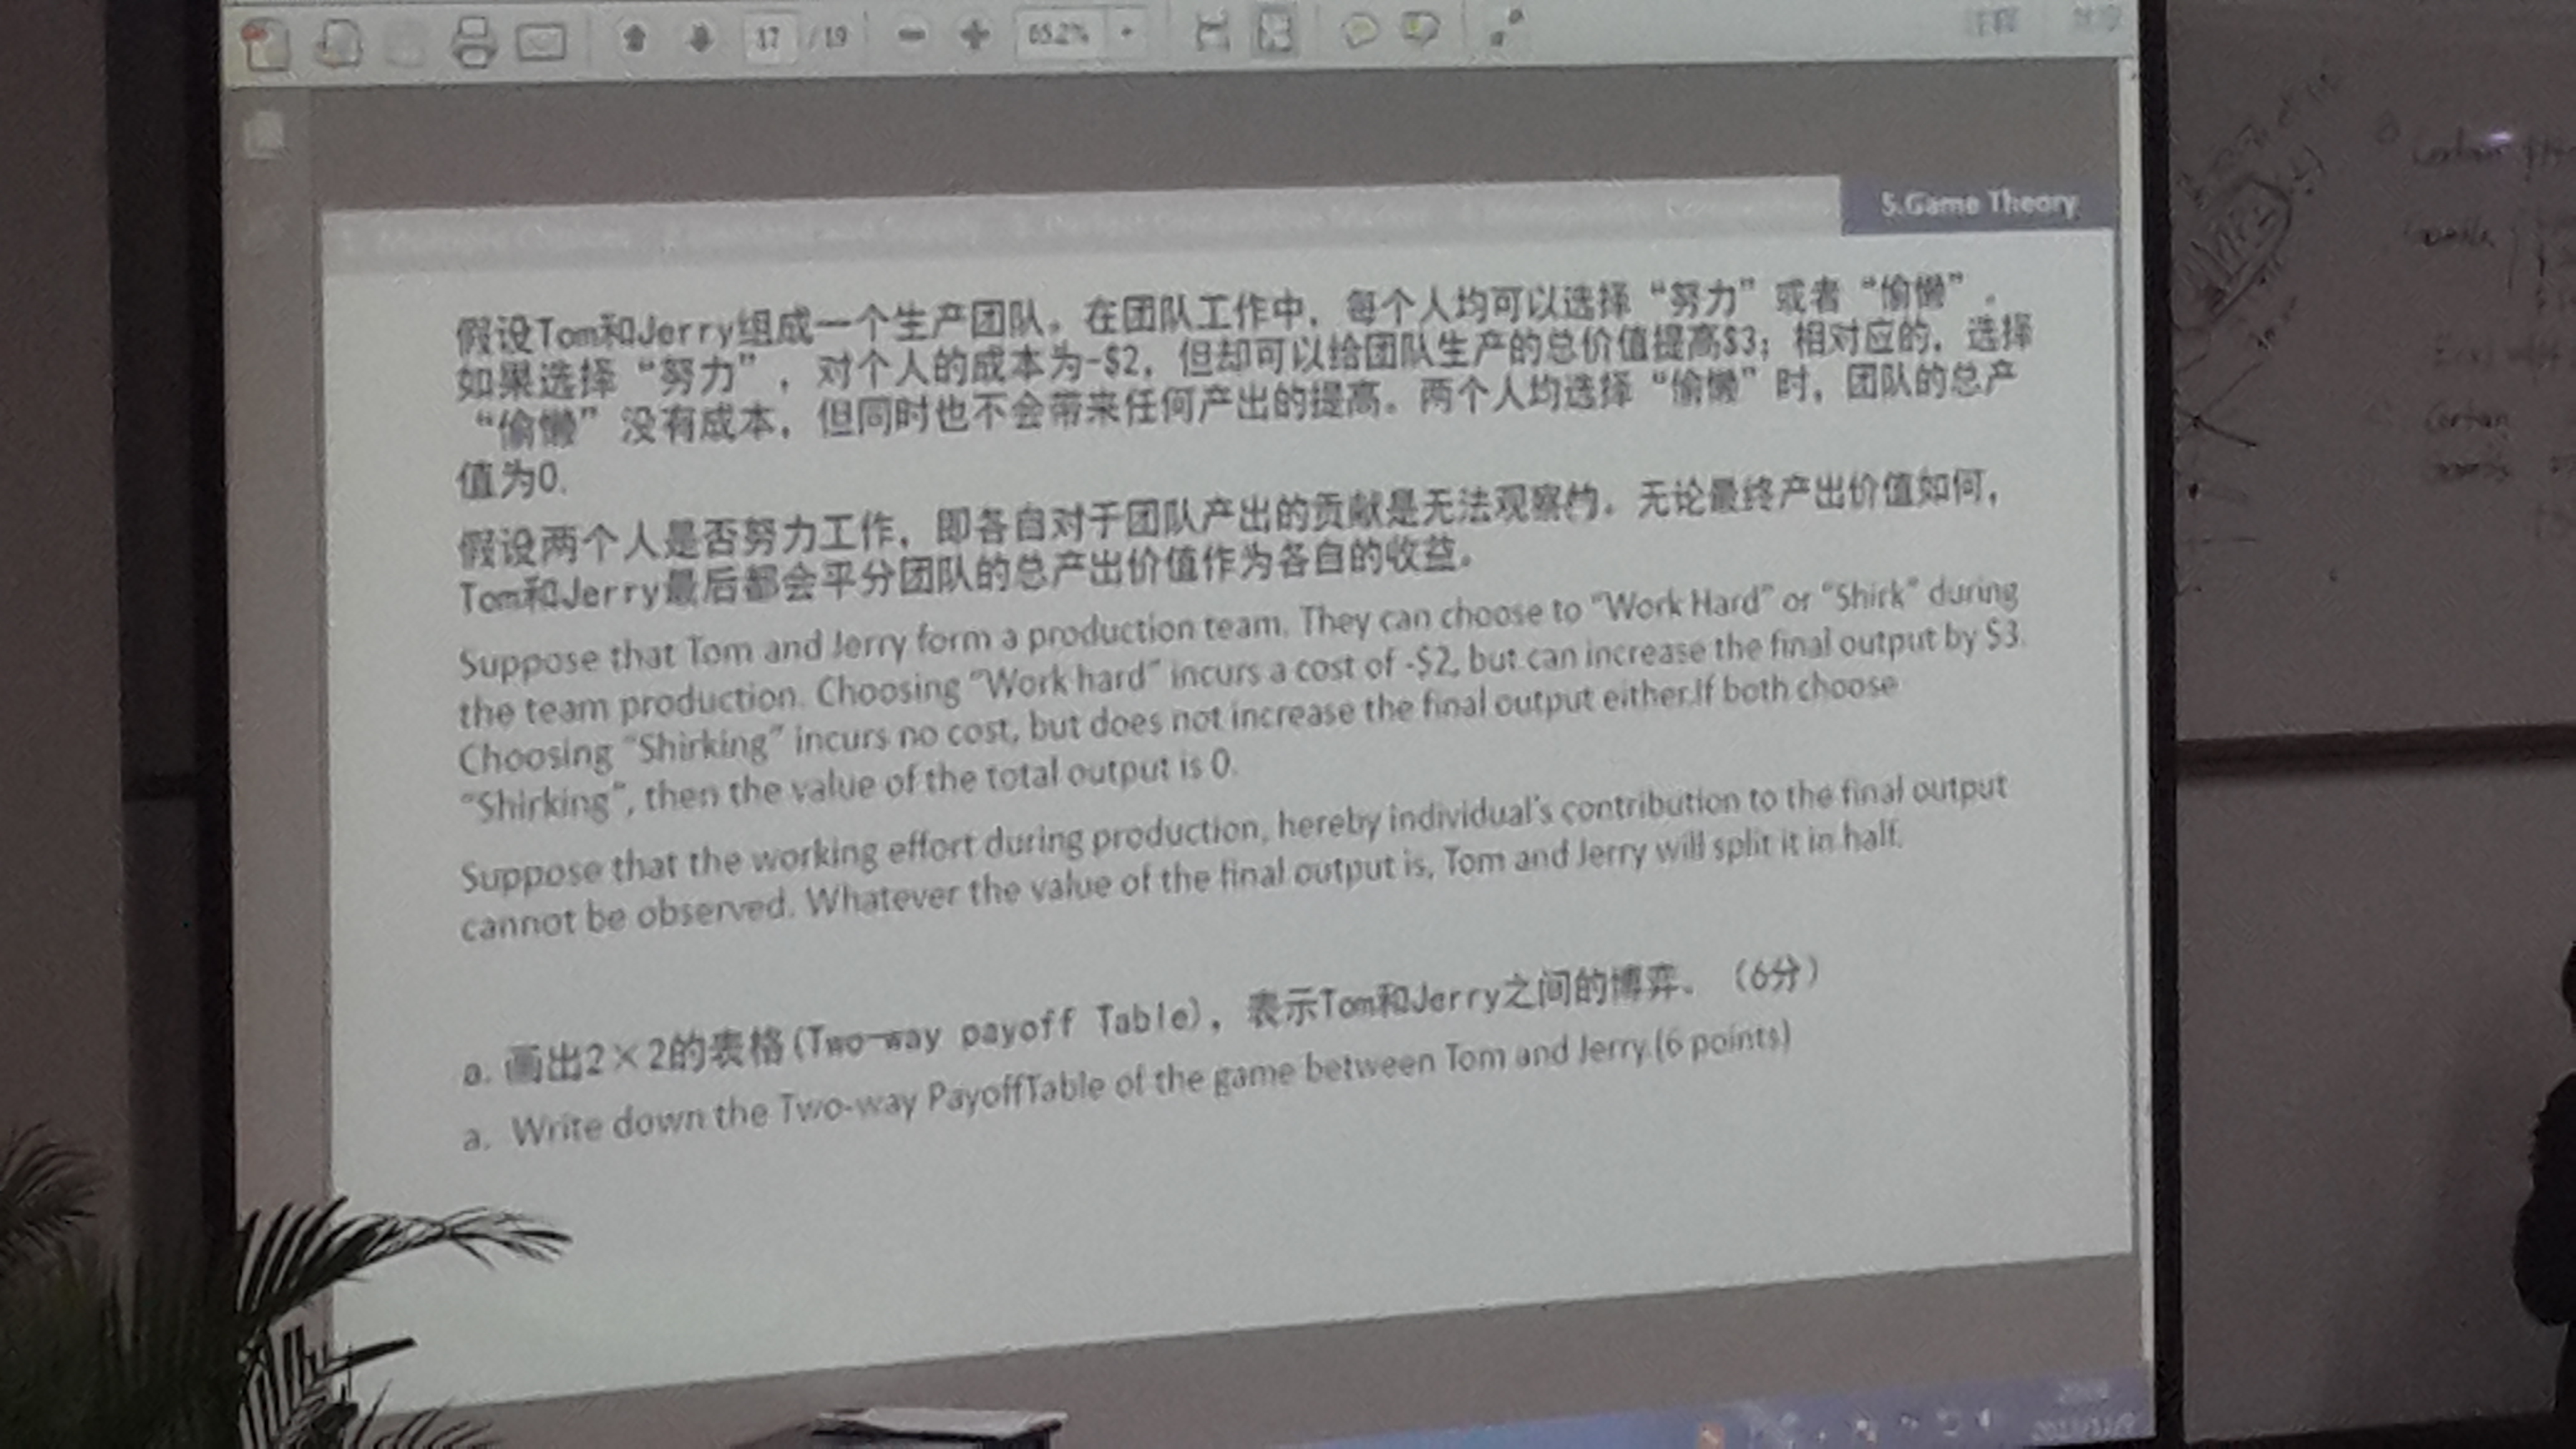 17 / 19
65.2%
5.Game Theory
假设Tom和Jerry组成一个生产团队。在团队工作中，每个人均可以选择“努力”或者“偷懒”。
如果选择“努力”，对个人的成本为-$2，但却可以给团队生产的总价值提高$3；相对应的，选择
“偷懒”没有成本，但同时也不会带来任何产出的提高。两个人均选择“偷懒”时，团队的总产
值为0.
假设两个人是否努力工作，即各自对于团队产出的贡献是无法观察的。无论最终产出价值如何，
Tom和Jerry最后都会平分团队的总产出价值作为各自的收益。
Suppose that Tom and Jerry form a production team. They can choose to “Work Hard” or “Shirk” during
the team production. Choosing “Work hard” incurs a cost of -$2, but can increase the final output by $3.
Choosing “Shirking” incurs no cost, but does not increase the final output either.If both choose
“Shirking”, then the value of the total output is 0.
Suppose that the working effort during production, hereby individual’s contribution to the final output
cannot be observed. Whatever the value of the final output is, Tom and Jerry will split it in half.
a. 画出2×2的表格(Two-way payoff Table)，表示Tom和Jerry之间的博弈。（6分）
a. Write down the Two-way PayoffTable of the game between Tom and Jerry.(6 points)
Certain